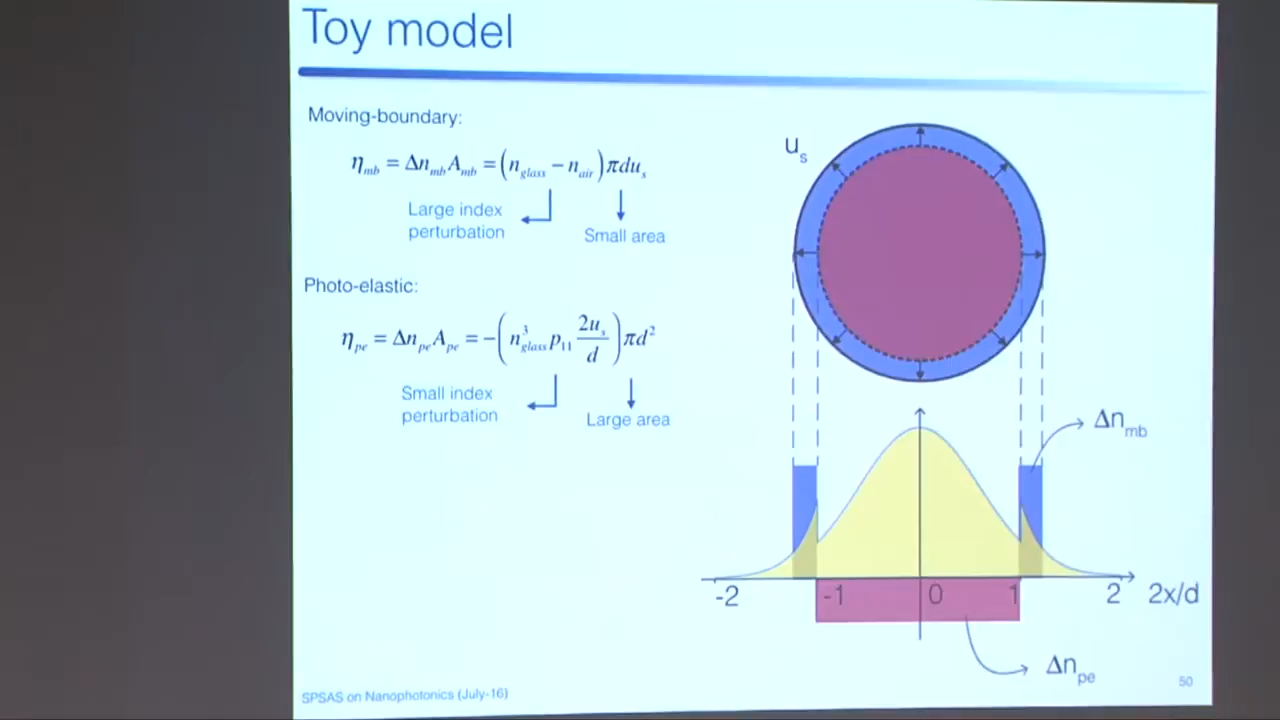 Toy model
Moving-boundary:
η_mb = Δn_mb A_mb = (n_glass − n_air) π d u_s
Large index
perturbation
Small area
Photo-elastic:
η_pe = Δn_pe A_pe = −(n³_glass p_11 2u_s/d) π d²
Small index
perturbation
Large area
u_s
Δn_mb
-2 -1 0 1 2 2x/d
Δn_pe
SPSAS on Nanophotonics (July-16)
50